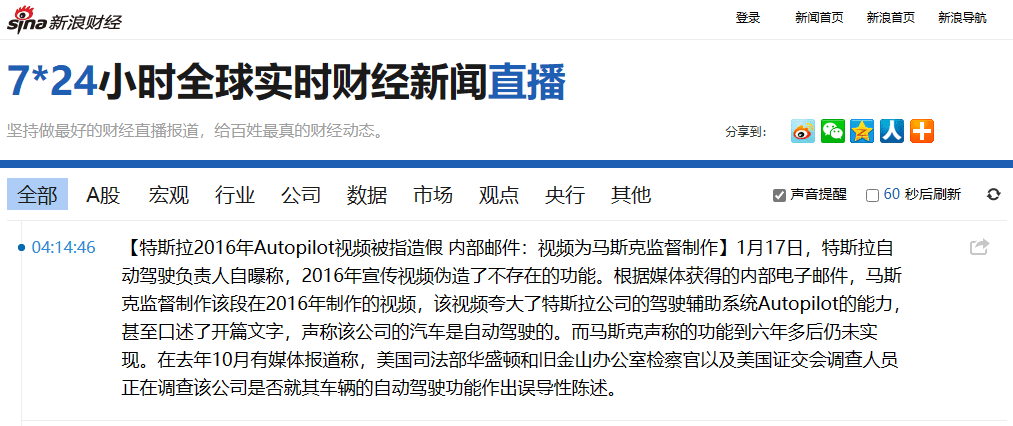 sina 新浪财经
登录 新闻首页 新浪首页 新浪导航
7*24小时全球实时财经新闻直播
坚持做最好的财经直播报道，给百姓最真的财经动态。
分享到：
全部 A股 宏观 行业 公司 数据 市场 观点 央行 其他 声音提醒 60 秒后刷新
04:14:46 【特斯拉2016年Autopilot视频被指造假 内部邮件：视频为马斯克监督制作】1月17日，特斯拉自
动驾驶负责人自曝称，2016年宣传视频伪造了不存在的功能。根据媒体获得的内部电子邮件，马斯
克监督制作该段在2016年制作的视频，该视频夸大了特斯拉公司的驾驶辅助系统Autopilot的能力，
甚至口述了开篇文字，声称该公司的汽车是自动驾驶的。而马斯克声称的功能到六年多后仍未实
现。在去年10月有媒体报道称，美国司法部华盛顿和旧金山办公室检察官以及美国证交会调查人员
正在调查该公司是否就其车辆的自动驾驶功能作出误导性陈述。